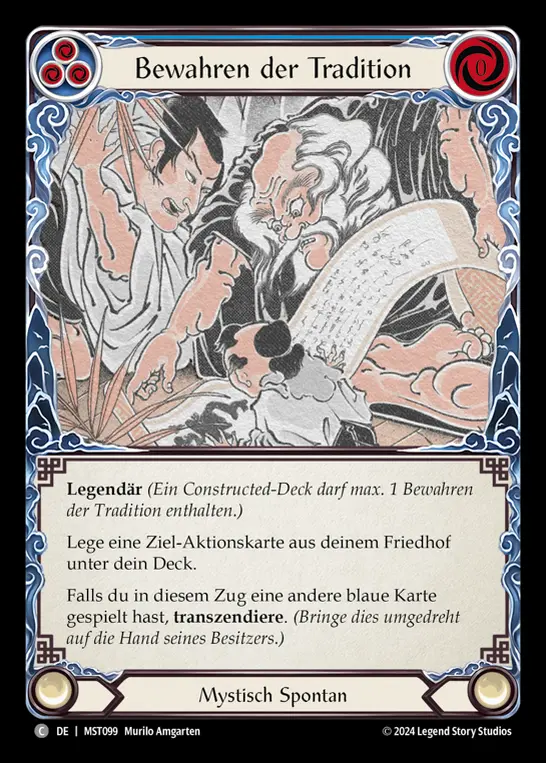 Bewahren der Tradition
0
Legendär (Ein Constructed-Deck darf max. 1 Bewahren
der Tradition enthalten.)
Lege eine Ziel-Aktionskarte aus deinem Friedhof
unter dein Deck.
Falls du in diesem Zug eine andere blaue Karte
gespielt hast, transzendiere. (Bringe dies umgedreht
auf die Hand seines Besitzers.)
Mystisch Spontan
C DE | MST099 Murilo Amgarten
© 2024 Legend Story Studios